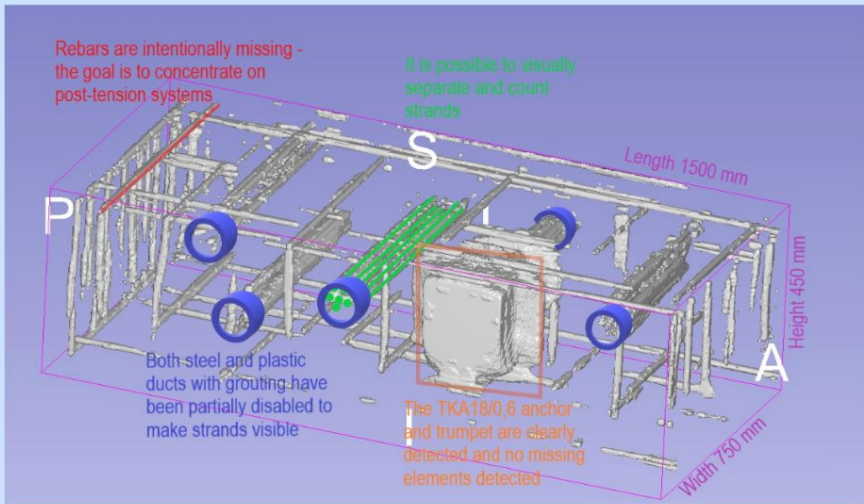 Rebars are intentionally missing -
the goal is to concentrate on
post-tension systems
It is possible to visually
separate and count
strands
S
Length 1500 mm
P
I
Height 450 mm
A
Both steel and plastic
ducts with grouting have
been partially disabled to
make strands visible
The TKA18/0,6 anchor
and trumpet are clearly
detected and no missing
elements detected
I
Width 750 mm